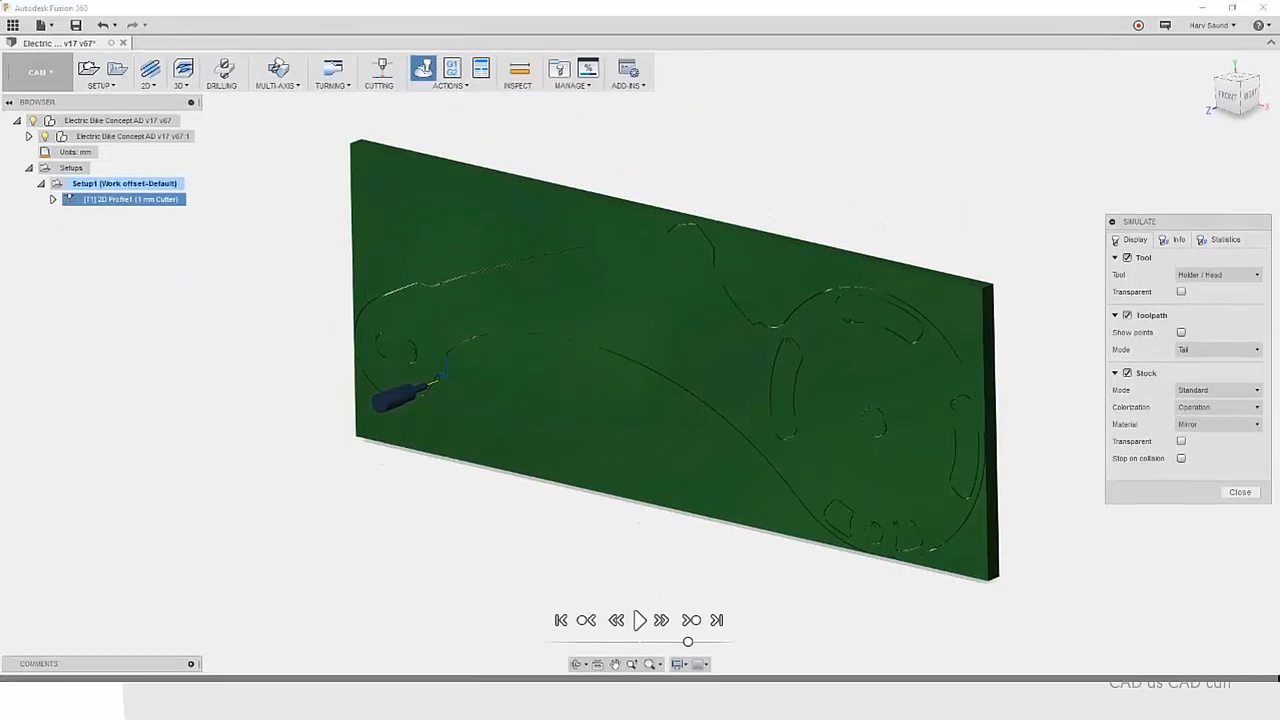 Autodesk Fusion 360
Harv Saund
Electric ... v17 v67*
CAM
SETUP
2D
3D
DRILLING
MULTI-AXIS
TURNING
CUTTING
G1
G2
ACTIONS
INSPECT
MANAGE
ADD-INS
FRONT
RIGHT
Z
X
BROWSER
Electric Bike Concept AD v17 v67
Electric Bike Concept AD v17 v67:1
Units: mm
Setups
Setup1 (Work offset-Default)
[T1] 2D Profile1 (1 mm Cutter)
SIMULATE
Display
Info
Statistics
Tool
Tool
Holder / Head
Transparent
Toolpath
Show points
Mode
Tail
Stock
Mode
Standard
Colorization
Operation
Material
Mirror
Transparent
Stop on collision
Close
COMMENTS